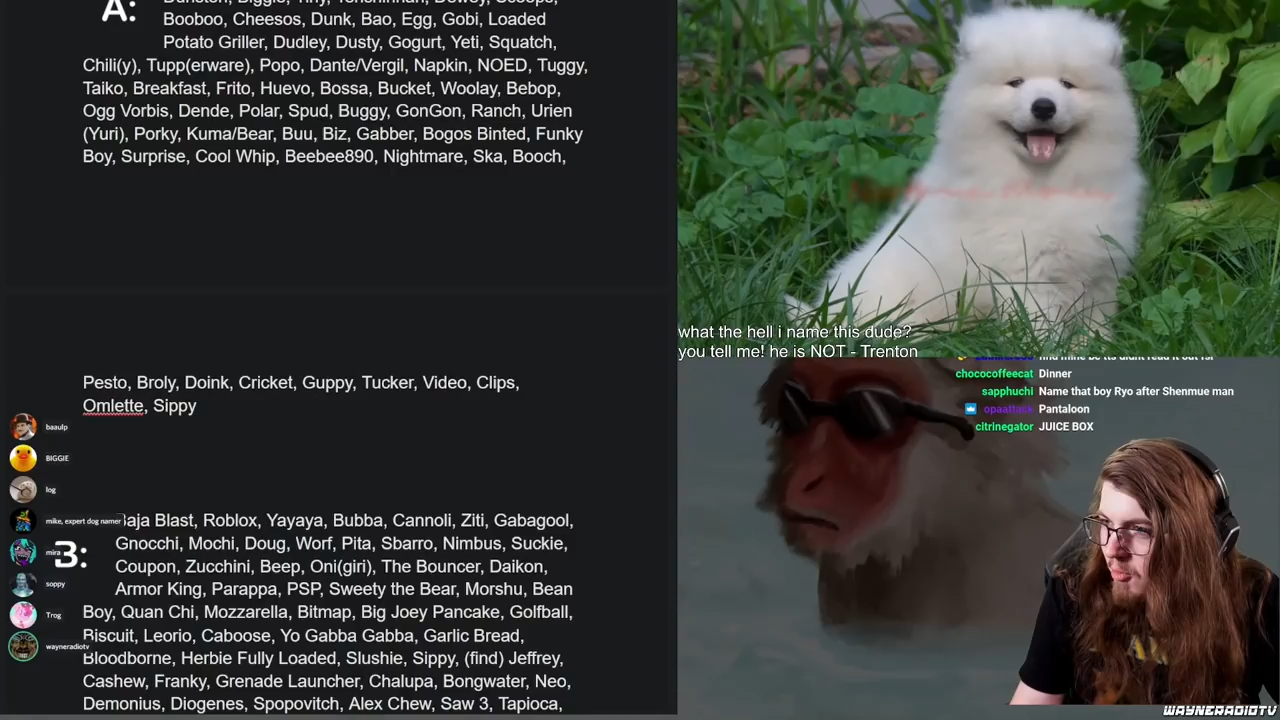 A:
Booboo, Cheesos, Dunk, Bao, Egg, Gobi, Loaded
Potato Griller, Dudley, Dusty, Gogurt, Yeti, Squatch,
Chili(y), Tupp(erware), Popo, Dante/Vergil, Napkin, NOED, Tuggy,
Taiko, Breakfast, Frito, Huevo, Bossa, Bucket, Woolay, Bebop,
Ogg Vorbis, Dende, Polar, Spud, Buggy, GonGon, Ranch, Urien
(Yuri), Porky, Kuma/Bear, Buu, Biz, Gabber, Bogos Binted, Funky
Boy, Surprise, Cool Whip, Beebee890, Nightmare, Ska, Booch,
Pesto, Broly, Doink, Cricket, Guppy, Tucker, Video, Clips,
Omlette, Sippy
baaulp
BIGGIE
log
mike, expert dog namer
mira
soppy
Trog
wayneradiotv
B:
Baja Blast, Roblox, Yayaya, Bubba, Cannoli, Ziti, Gabagool,
Gnocchi, Mochi, Doug, Worf, Pita, Sbarro, Nimbus, Suckie,
Coupon, Zucchini, Beep, Oni(giri), The Bouncer, Daikon,
Armor King, Parappa, PSP, Sweety the Bear, Morshu, Bean
Boy, Quan Chi, Mozzarella, Bitmap, Big Joey Pancake, Golfball,
Biscuit, Leorio, Caboose, Yo Gabba Gabba, Garlic Bread,
Bloodborne, Herbie Fully Loaded, Slushie, Sippy, (find) Jeffrey,
Cashew, Franky, Grenade Launcher, Chalupa, Bongwater, Neo,
Demonius, Diogenes, Spopovitch, Alex Chew, Saw 3, Tapioca,
what the hell i name this dude?
you tell me! he is NOT - Trenton
chococoffeecat Dinner
sapphuchi Name that boy Ryo after Shenmue man
opaattack Pantaloon
citrinegator JUICE BOX
WAYNERADIOTV